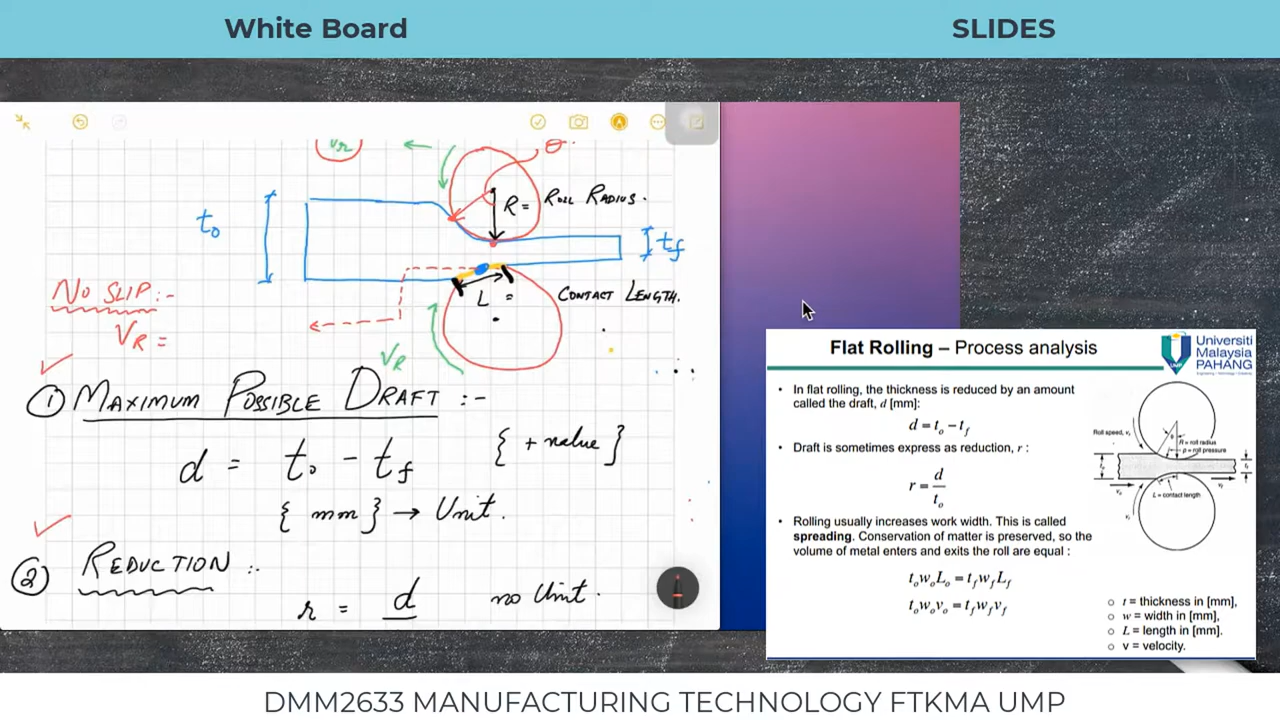 White Board
SLIDES
Vr
θ
R = ROLL RADIUS.
to
tf
NO SLIP:-
VR =
L =
CONTACT LENGTH.
VR
① MAXIMUM POSSIBLE DRAFT :-
d = to - tf { + value }
{ mm } → Unit.
② REDUCTION :-
r = d no Unit.
Flat Rolling – Process analysis
Universiti
Malaysia
PAHANG
• In flat rolling, the thickness is reduced by an amount
called the draft, d [mm]:
d = to – tf
• Draft is sometimes express as reduction, r :
r = d
to
• Rolling usually increases work width. This is called
spreading. Conservation of matter is preserved, so the
volume of metal enters and exits the roll are equal :
towoLo = tfwfLf
towovo = tfwfvf
Roll speed, vr
R = roll radius
p = roll pressure
L = contact length
vo
vf
vr
o t = thickness in [mm],
o w = width in [mm],
o L = length in [mm].
o v = velocity.
DMM2633 MANUFACTURING TECHNOLOGY FTKMA UMP